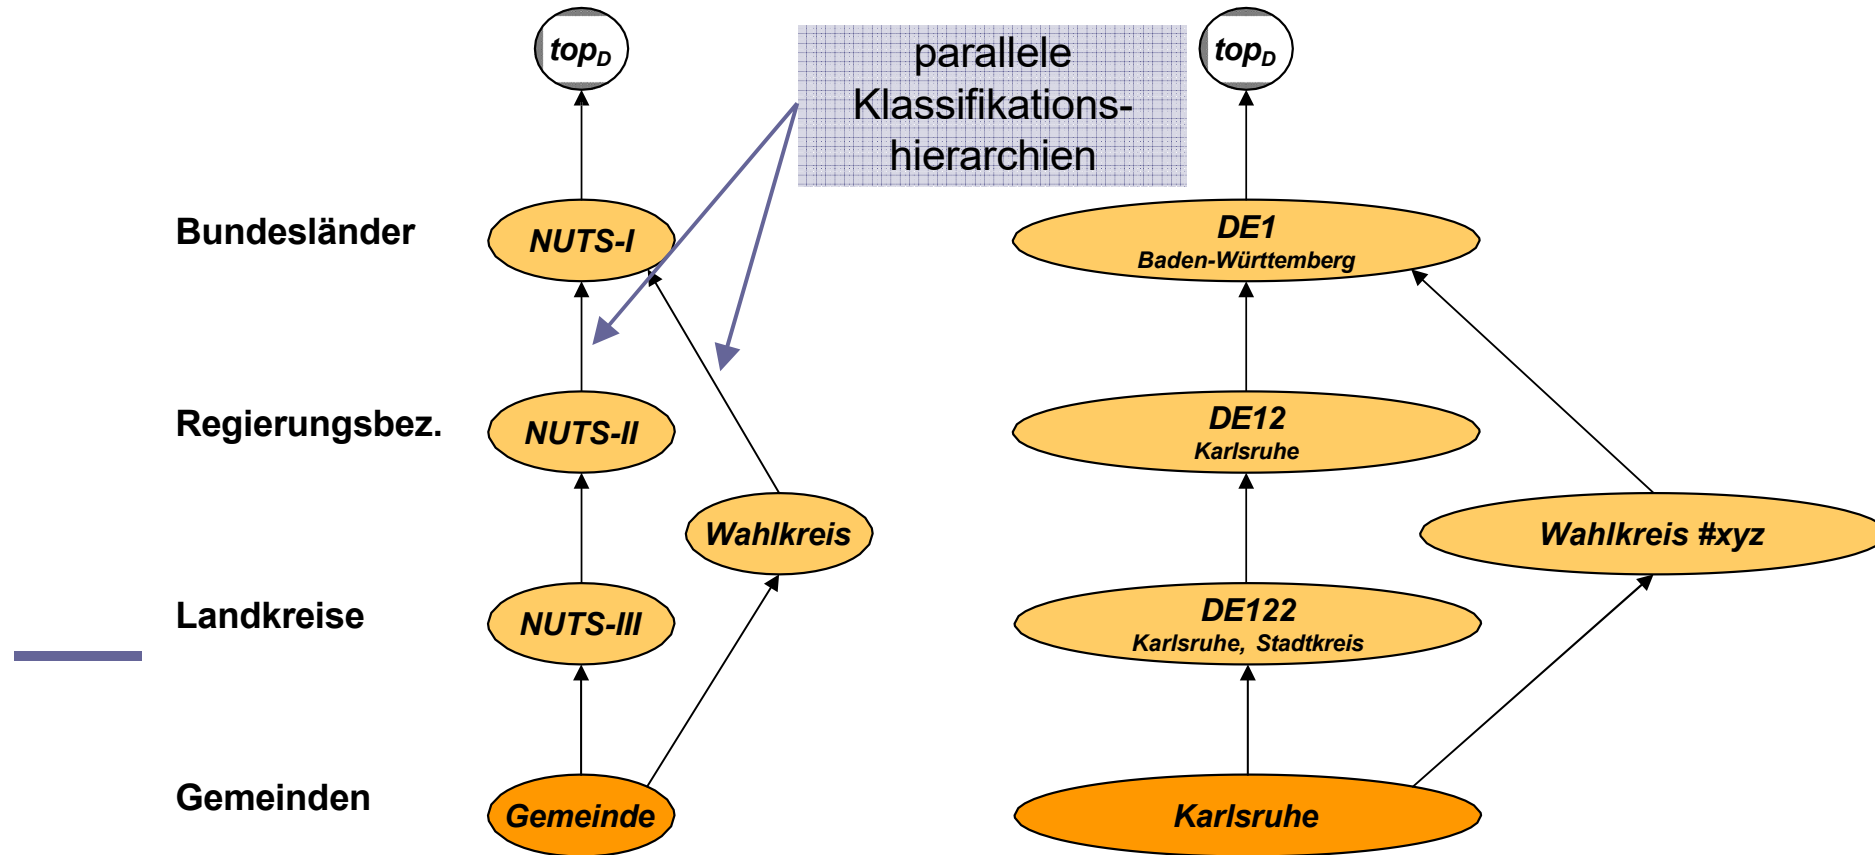 topD
parallele
Klassifikations-
hierarchien
topD
Bundesländer
NUTS-I
DE1
Baden-Württemberg
Regierungsbez.
NUTS-II
DE12
Karlsruhe
Wahlkreis
Wahlkreis #xyz
Landkreise
NUTS-III
DE122
Karlsruhe, Stadtkreis
Gemeinden
Gemeinde
Karlsruhe